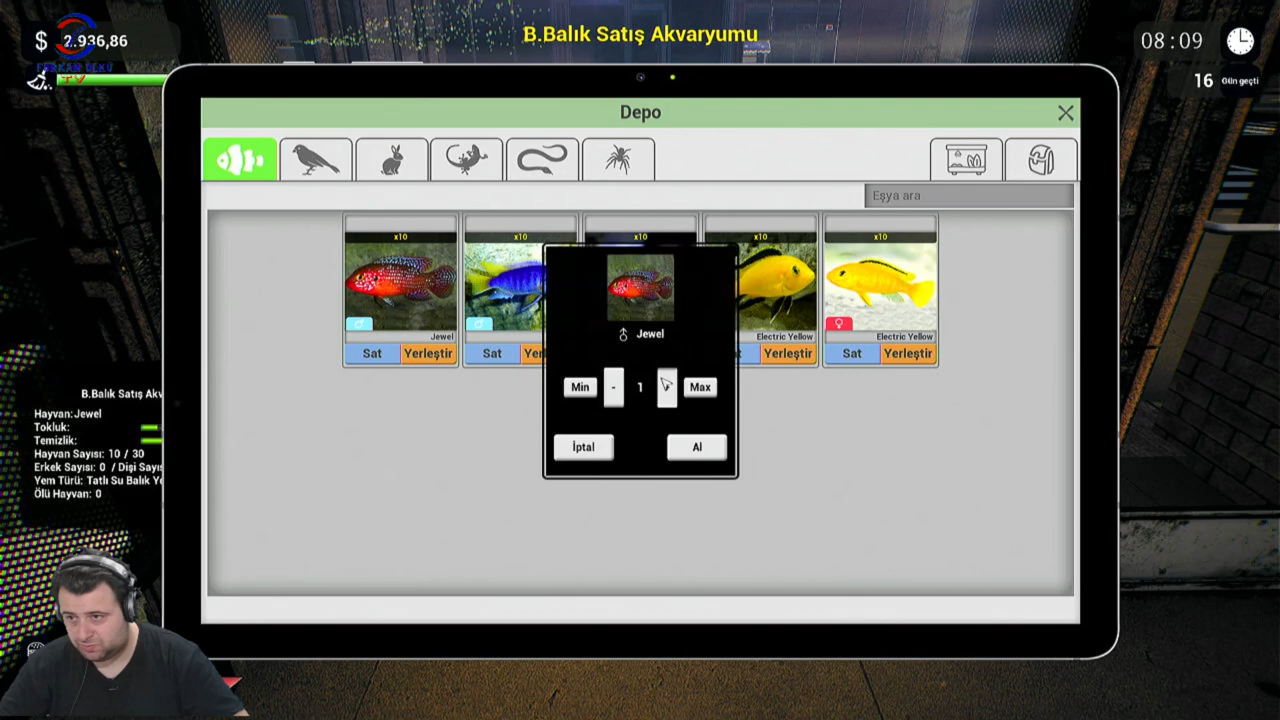 B.Balık Satış Akvaryumu
$ 2.936,86
FURKAN ÜLKÜ
TV
08:09
16 Gün geçti
Depo
Eşya ara
x10
x10
x10
x10
x10
Jewel
Electric Yellow
Electric Yellow
Sat Yerleştir
Sat
Yerleştir
Sat Yerleştir
Jewel
Min - 1 Max
İptal Al
B.Balık Satış
Hayvan:Jewel
Tokluk:
Temizlik:
Hayvan Sayısı: 10 / 30
Erkek Sayısı: 0 / Dişi
Yem Türü: Tatlı Su Balık
Ölü Hayvan: 0